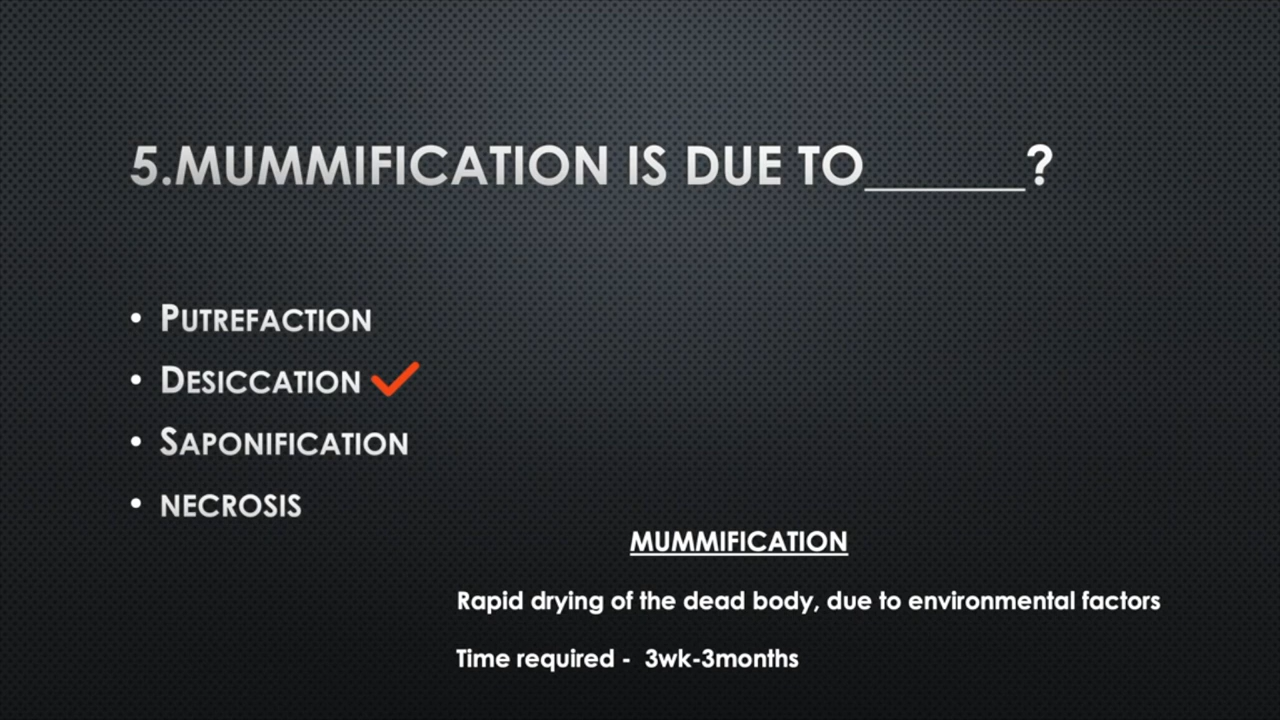 5.MUMMIFICATION IS DUE TO______?
• PUTREFACTION
• DESICCATION
• SAPONIFICATION
• NECROSIS
MUMMIFICATION
Rapid drying of the dead body, due to environmental factors
Time required - 3wk-3months